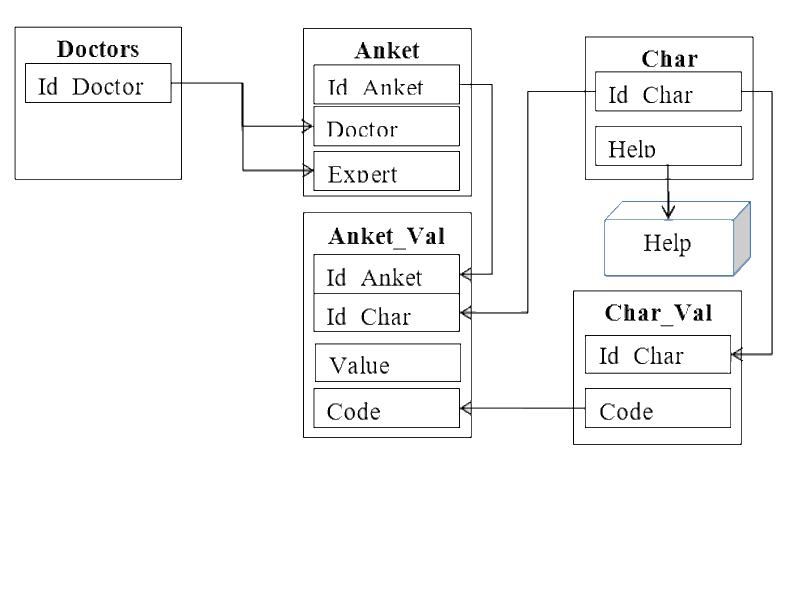 Doctors
Id Doctor
Anket
Id Anket
Doctor
Expert
Anket_Val
Id Anket
Id Char
Value
Code
Char
Id Char
Help
Help
Char_Val
Id Char
Code